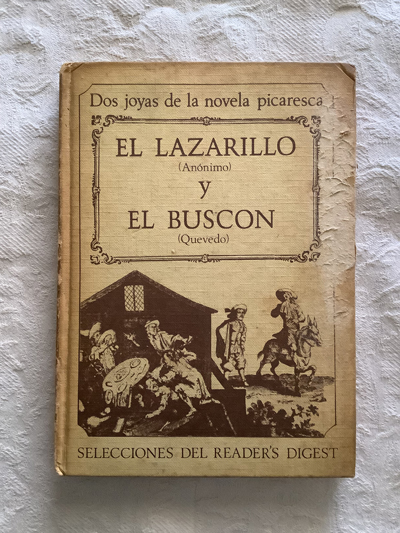 Dos joyas de la novela picaresca
EL LAZARILLO
(Anónimo)
y
EL BUSCON
(Quevedo)
SELECCIONES DEL READER'S DIGEST